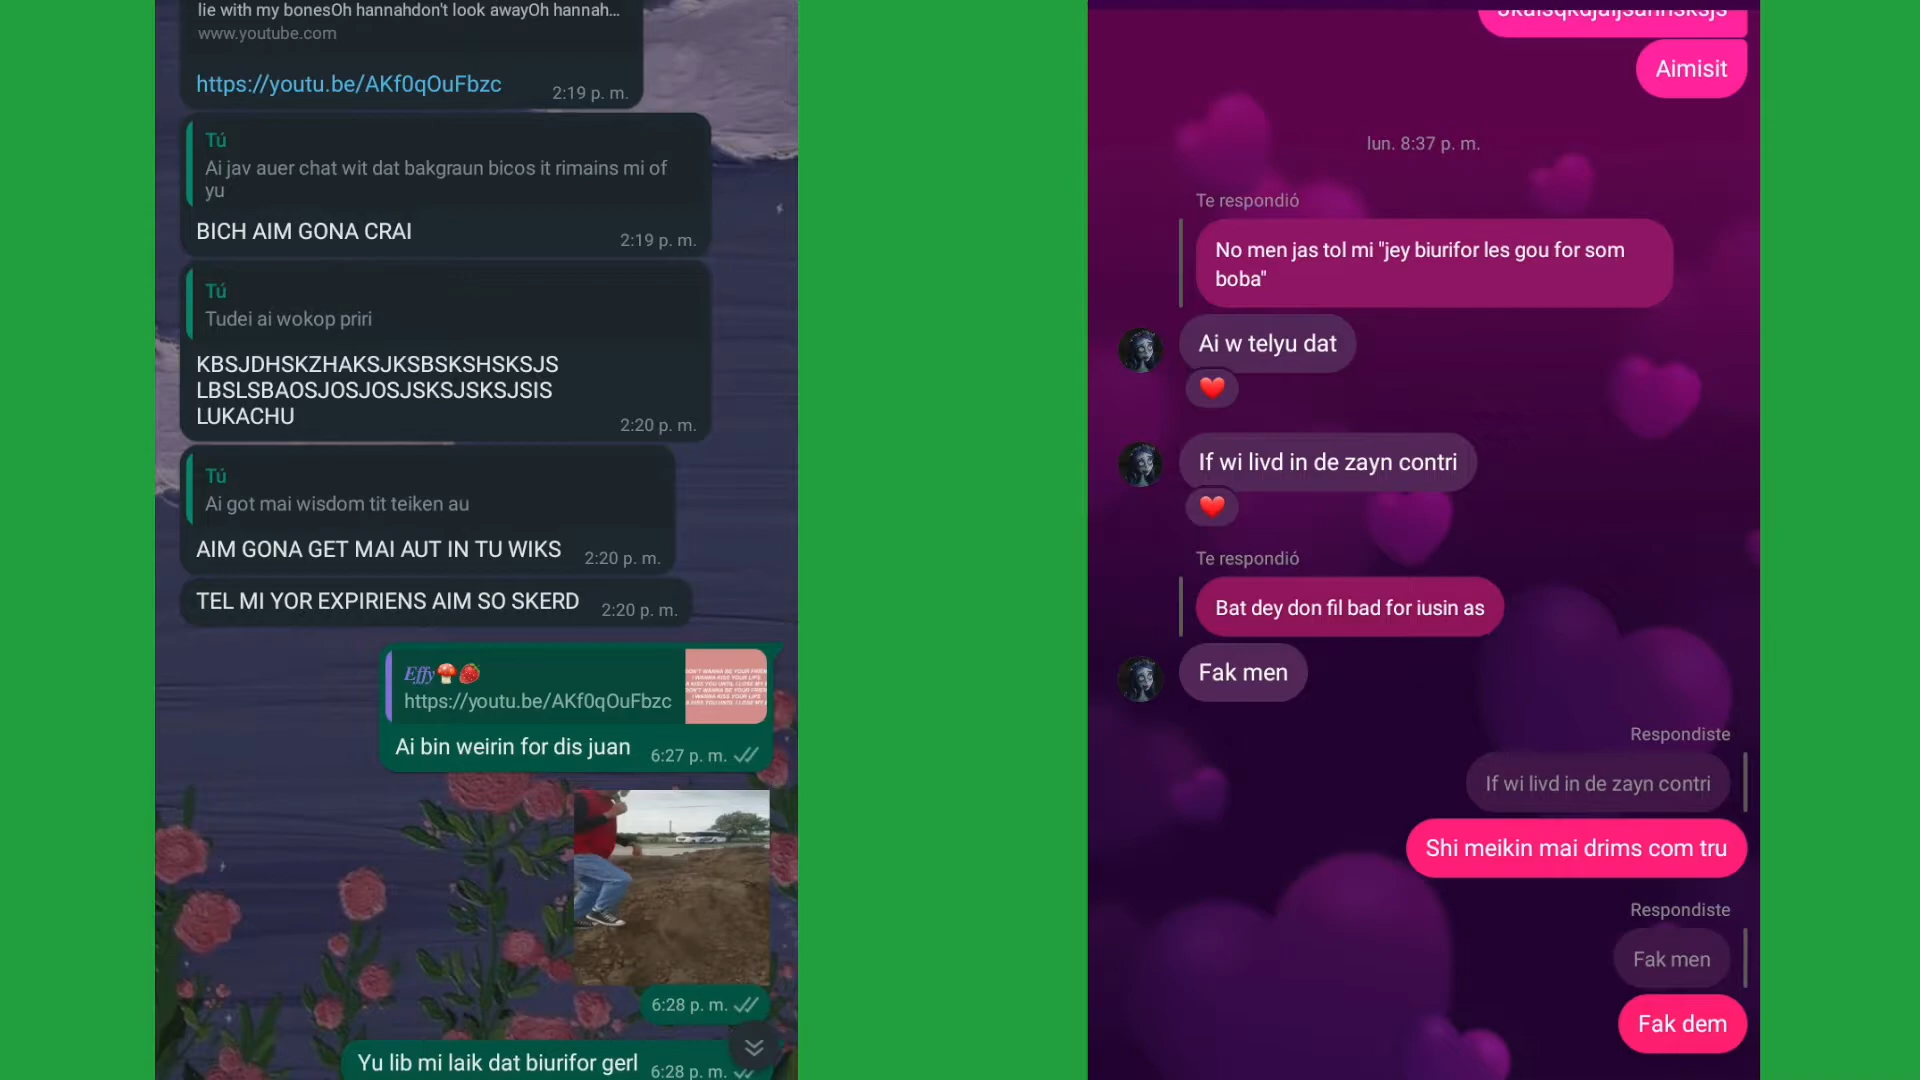 lie with my bonesOh hannahdon't look awayOh hannah...
www.youtube.com
https://youtu.be/AKf0qOuFbzc
2:19 p. m.
Tú
Ai jav auer chat wit dat bakgraun bicos it rimains mi of
yu
BICH AIM GONA CRAI
2:19 p. m.
Tú
Tudei ai wokop priri
KBSJDHSKZHAKSJKSBSKSHSKSJS
LBSLSBAOSJOSJOSJSKSJSKSJSIS
LUKACHU
2:20 p. m.
Tú
Ai got mai wisdom tit teiken au
AIM GONA GET MAI AUT IN TU WIKS
2:20 p. m.
TEL MI YOR EXPIRIENS AIM SO SKERD
2:20 p. m.
Effy
https://youtu.be/AKf0qOuFbzc
Ai bin weirin for dis juan
6:27 p. m.
6:28 p. m.
Yu lib mi laik dat biurifor gerl
6:28 p. m.
Aimisit
lun. 8:37 p. m.
Te respondió
No men jas tol mi "jey biurifor les gou for som
boba"
Ai w telyu dat
If wi livd in de zayn contri
Te respondió
Bat dey don fil bad for iusin as
Fak men
Respondiste
If wi livd in de zayn contri
Shi meikin mai drims com tru
Respondiste
Fak men
Fak dem